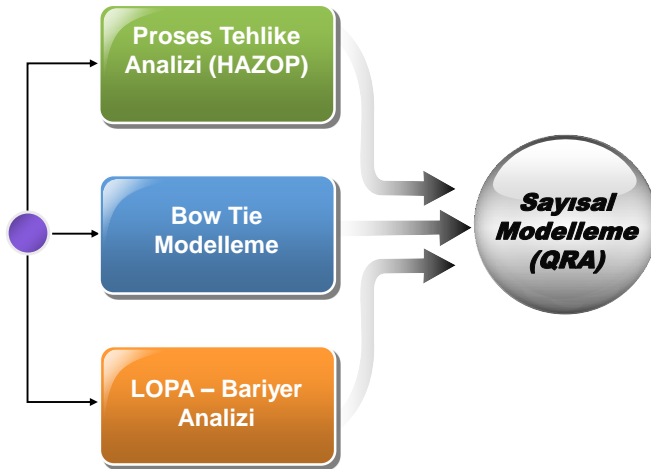 Proses Tehlike
Analizi (HAZOP)
Bow Tie
Modelleme
LOPA – Bariyer
Analizi
Sayısal
Modelleme
(QRA)